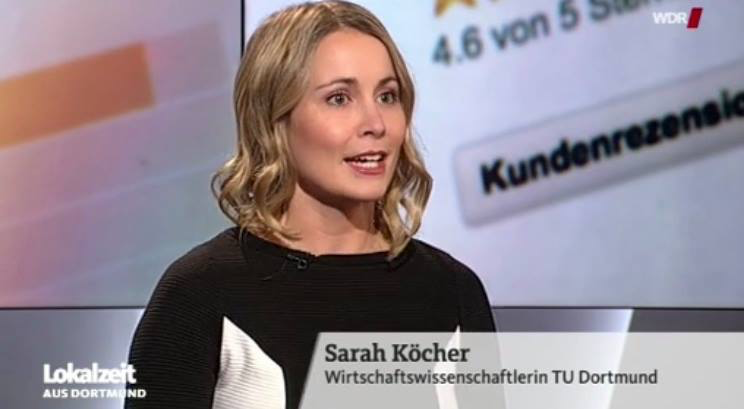 WDR
4.6 von 5
Kundenrezensio
Sarah Köcher
Wirtschaftswissenschaftlerin TU Dortmund
Lokalzeit
AUS DORTMUND